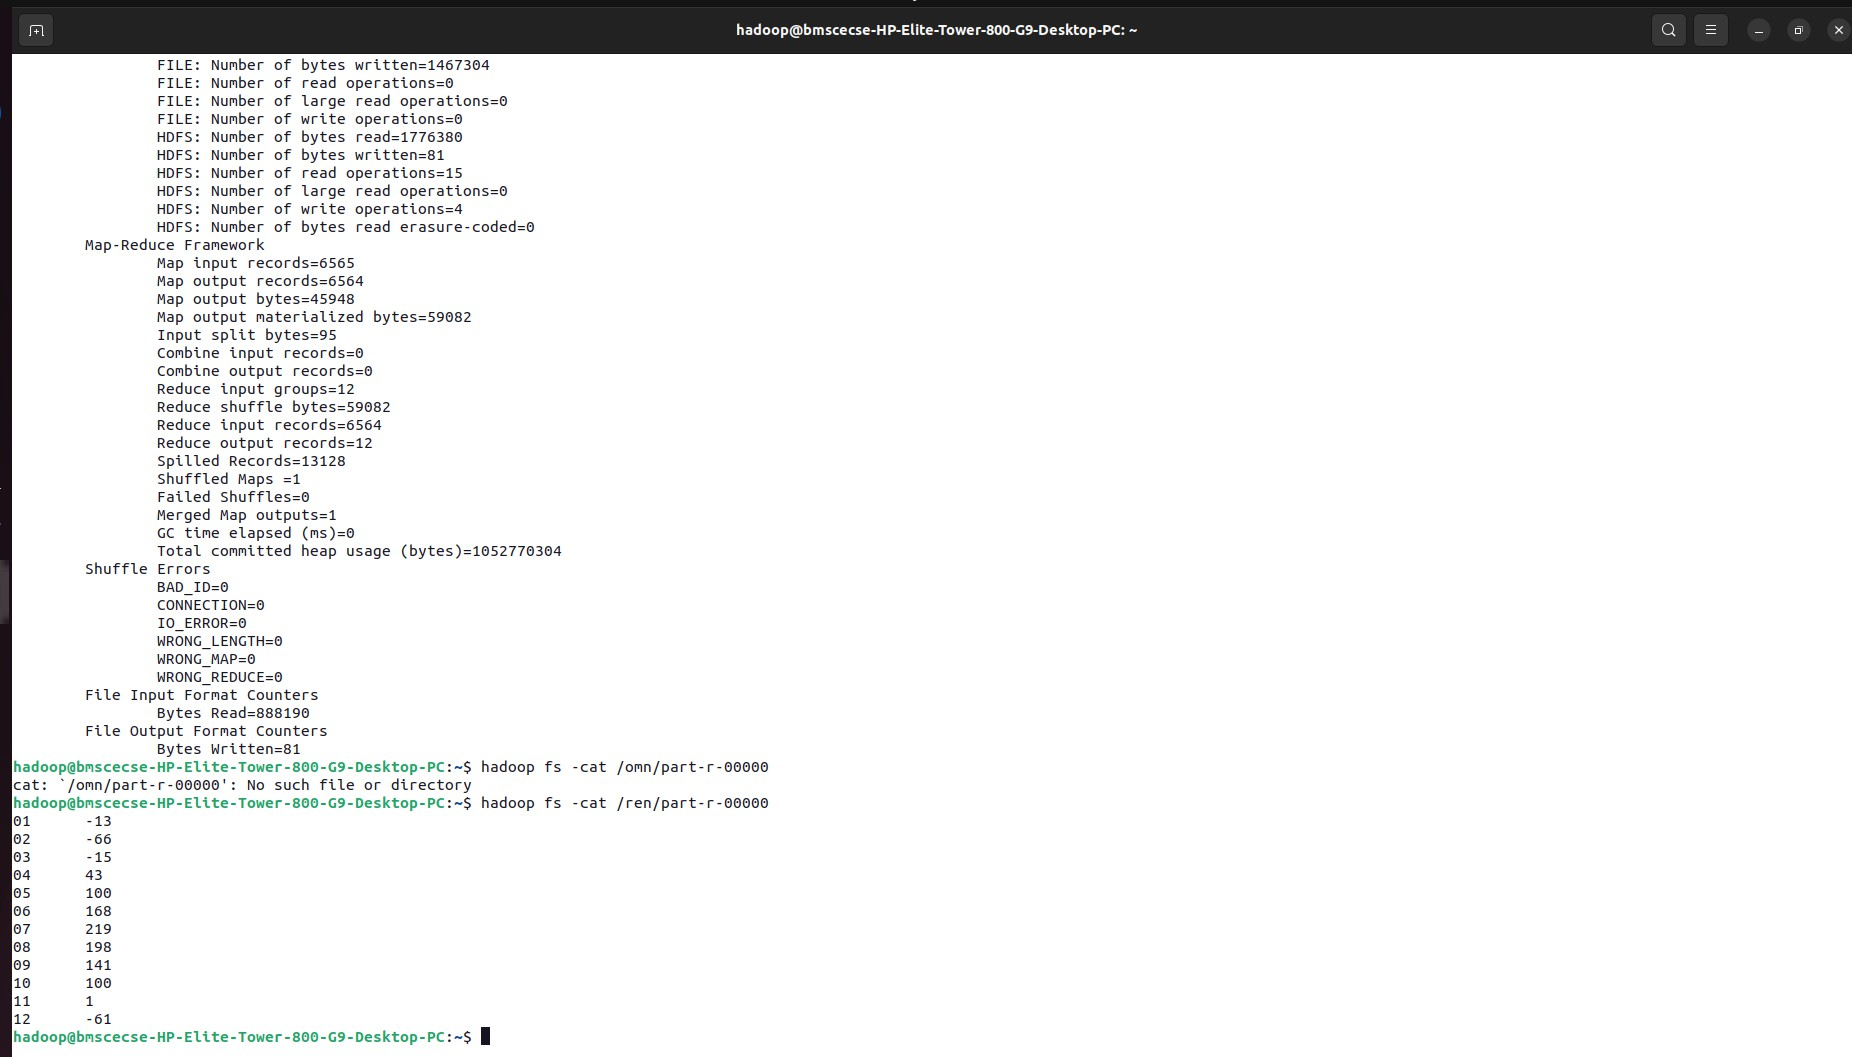 hadoop@bmscecse-HP-Elite-Tower-800-G9-Desktop-PC: ~
FILE: Number of bytes written=1467304
FILE: Number of read operations=0
FILE: Number of large read operations=0
FILE: Number of write operations=0
HDFS: Number of bytes read=1776380
HDFS: Number of bytes written=81
HDFS: Number of read operations=15
HDFS: Number of large read operations=0
HDFS: Number of write operations=4
HDFS: Number of bytes read erasure-coded=0
Map-Reduce Framework
Map input records=6565
Map output records=6564
Map output bytes=45948
Map output materialized bytes=59082
Input split bytes=95
Combine input records=0
Combine output records=0
Reduce input groups=12
Reduce shuffle bytes=59082
Reduce input records=6564
Reduce output records=12
Spilled Records=13128
Shuffled Maps =1
Failed Shuffles=0
Merged Map outputs=1
GC time elapsed (ms)=0
Total committed heap usage (bytes)=1052770304
Shuffle Errors
BAD_ID=0
CONNECTION=0
IO_ERROR=0
WRONG_LENGTH=0
WRONG_MAP=0
WRONG_REDUCE=0
File Input Format Counters
Bytes Read=888190
File Output Format Counters
Bytes Written=81
hadoop@bmscecse-HP-Elite-Tower-800-G9-Desktop-PC:~$ hadoop fs -cat /omn/part-r-00000
cat: `/omn/part-r-00000': No such file or directory
hadoop@bmscecse-HP-Elite-Tower-800-G9-Desktop-PC:~$ hadoop fs -cat /ren/part-r-00000
01 -13
02 -66
03 -15
04 43
05 100
06 168
07 219
08 198
09 141
10 100
11 1
12 -61
hadoop@bmscecse-HP-Elite-Tower-800-G9-Desktop-PC:~$